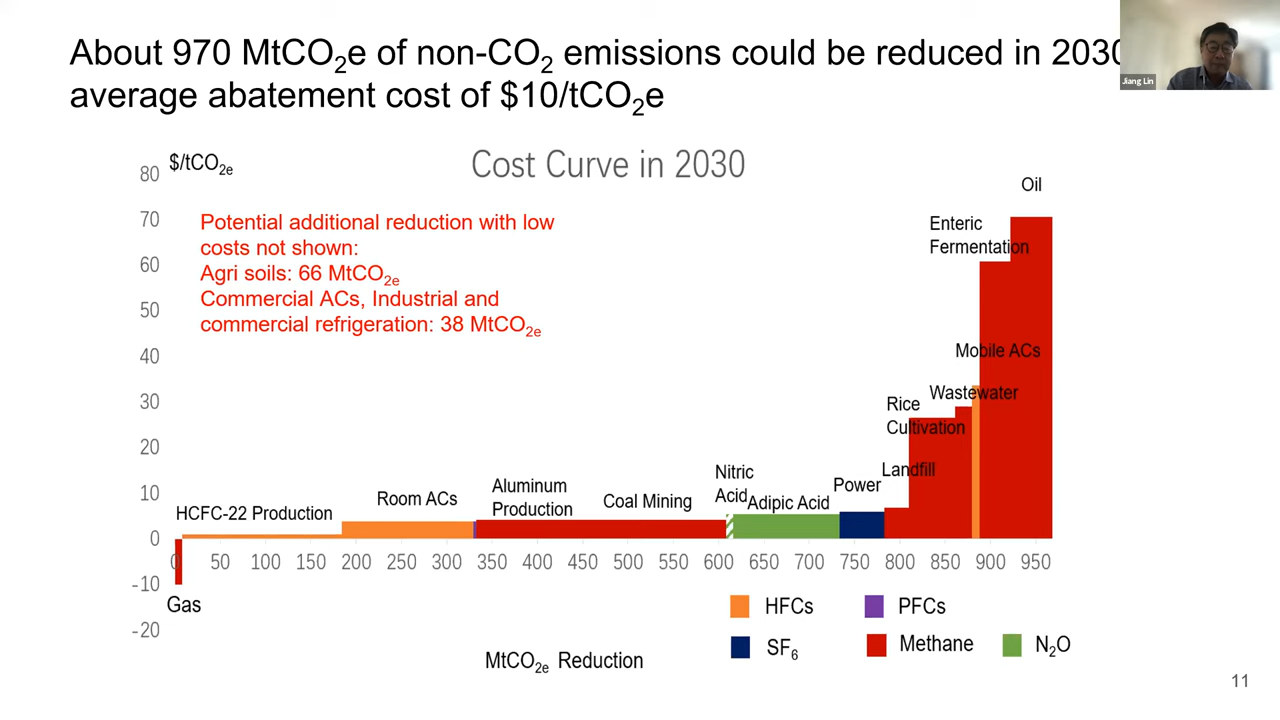 About 970 MtCO2e of non-CO2 emissions could be reduced in 2030
average abatement cost of $10/tCO2e
Jiang Lin
$/tCO2e
Cost Curve in 2030
80
70
60
50
40
30
20
10
0
-10
-20
Potential additional reduction with low
costs not shown:
Agri soils: 66 MtCO2e
Commercial ACs, Industrial and
commercial refrigeration: 38 MtCO2e
Gas
HCFC-22 Production
Room ACs
Aluminum
Production
Coal Mining
Nitric
Acid
Adipic Acid
Power
Landfill
Rice
Cultivation
Wastewater
Mobile ACs
Enteric
Fermentation
Oil
0 50 100 150 200 250 300 350 400 450 500 550 600 650 700 750 800 850 900 950
MtCO2e Reduction
HFCs
PFCs
SF6
Methane
N2O
11